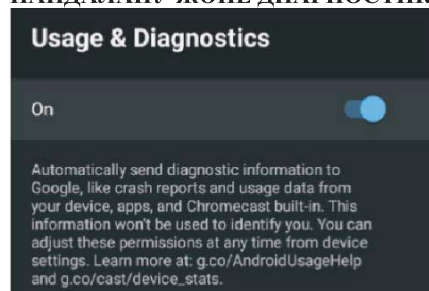 Usage & Diagnostics
On
Automatically send diagnostic information to
Google, like crash reports and usage data from
your device, apps, and Chromecast built-in. This
information won't be used to identify you. You can
adjust these permissions at any time from device
settings. Learn more at: g.co/AndroidUsageHelp
and g.co/cast/device_stats.